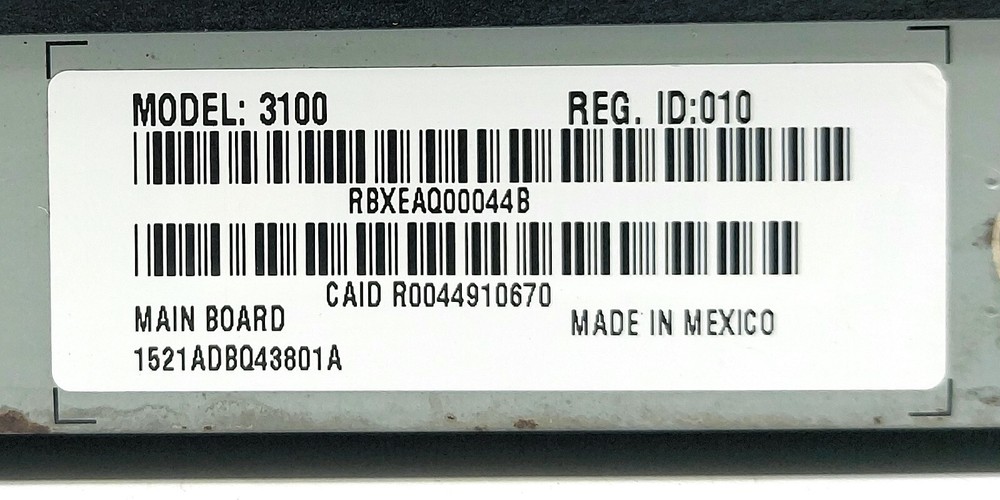 MODEL: 3100 REG. ID:010
RBXEAQ00044B
CAID R0044910670
MAIN BOARD
MADE IN MEXICO
1521ADBQ43801A